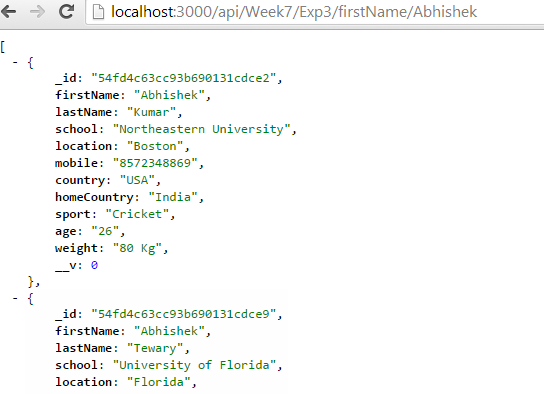 localhost:3000/api/Week7/Exp3/firstName/Abhishek
[
- {
_id: "54fd4c63cc93b690131cdce2",
firstName: "Abhishek",
lastName: "Kumar",
school: "Northeastern University",
location: "Boston",
mobile: "8572348869",
country: "USA",
homeCountry: "India",
sport: "Cricket",
age: "26",
weight: "80 Kg",
__v: 0
},
- {
_id: "54fd4c63cc93b690131cdce9",
firstName: "Abhishek",
lastName: "Tewary",
school: "University of Florida",
location: "Florida",